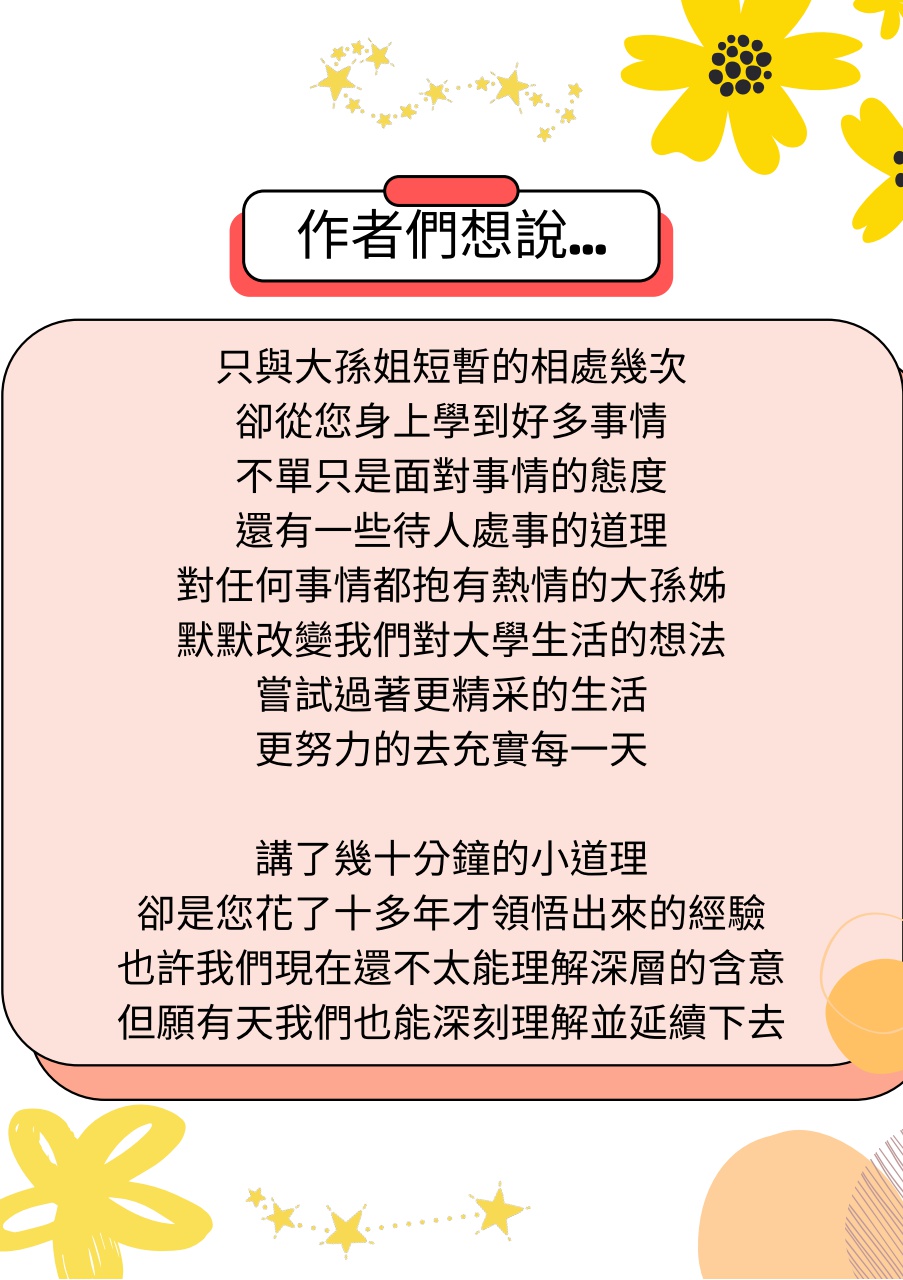 作者們想說...
只與大孫姐短暫的相處幾次
卻從您身上學到好多事情
不單只是面對事情的態度
還有一些待人處事的道理
對任何事情都抱有熱情的大孫姊
默默改變我們對大學生活的想法
嘗試過著更精采的生活
更努力的去充實每一天
講了幾十分鐘的小道理
卻是您花了十多年才領悟出來的經驗
也許我們現在還不太能理解深層的含意
但願有天我們也能深刻理解並延續下去